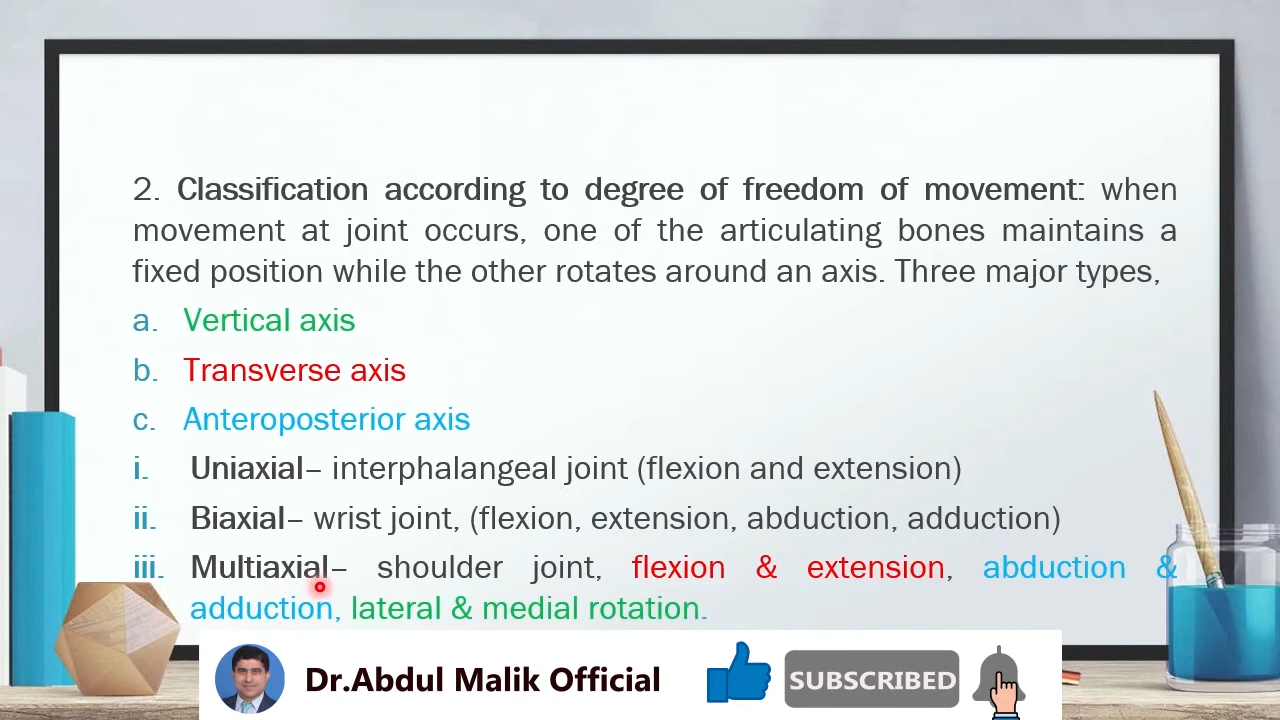 2. Classification according to degree of freedom of movement: when
movement at joint occurs, one of the articulating bones maintains a
fixed position while the other rotates around an axis. Three major types,
a. Vertical axis
b. Transverse axis
c. Anteroposterior axis
i. Uniaxial– interphalangeal joint (flexion and extension)
ii. Biaxial– wrist joint, (flexion, extension, abduction, adduction)
iii. Multiaxial– shoulder joint, flexion & extension, abduction &
adduction, lateral & medial rotation.
Dr.Abdul Malik Official
SUBSCRIBED